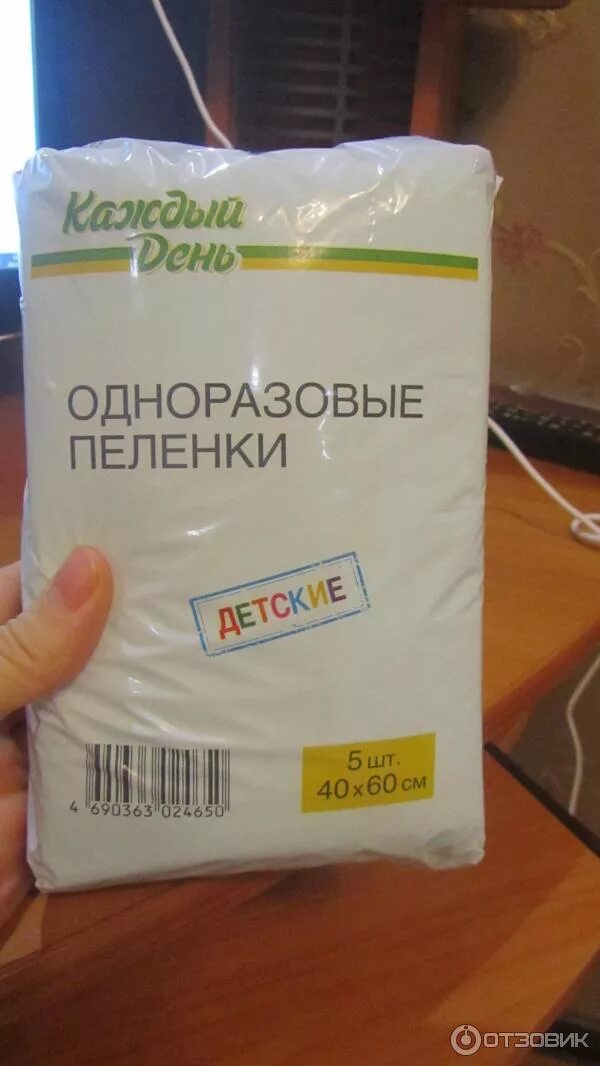 Каждый
День
ОДНОРАЗОВЫЕ
ПЕЛЕНКИ
ДЕТСКИЕ
5 шт.
40 х 60 см
4 690363 024650
ОТЗОВИК